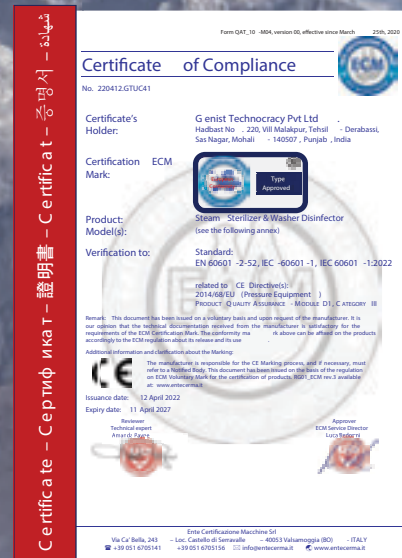 Form QAT_10 -M04, version 00, effective since March 25th, 2020
Certificate of Compliance
ECM
No. 220412.GTUC41
Certificate's Holder:
G enist Technocracy Pvt Ltd .
Hadbast No . 220, Vill Malakpur, Tehsil - Derabassi,
Sas Nagar, Mohali - 140507 , Punjab , India
Certification ECM
Mark:
Type
Approved
Product:
Steam Sterilizer & Washer Disinfector
Model(s):
(see the following annex)
Verification to:
Standard:
EN 60601 -2-52, IEC -60601 -1, IEC 60601 -1:2022
related to CE Directive(s):
2014/68/EU (Pressure Equipment )
PRODUCT QUALITY ASSURANCE - MODULE D1, CATEGORY III
Remark: This document has been issued on a voluntary basis and upon request of the manufacturer. It is
our opinion that the technical documentation received from the manufacturer is satisfactory for the
requirements of the ECM Certification Mark. The conformity ma rk above can be affixed on the products
accordingly to the ECM regulation about its release and its use .
Additional information and clarification about the Marking:
CE
The manufacturer is responsible for the CE Marking process, and if necessary, must
refer to a Notified Body. This document has been issued on the basis of the regulation
on ECM Voluntary Mark for the certification of products. RG01_ECM rev.3 available
at: www.entecerma.it
Issuance date: 12 April 2022
Expiry date: 11 April 2027
Reviewer
Technical expert
Amanda Payne
Approver
ECM Service Director
Luca Bedonni
Ente Certificazione Macchine Srl
Via Ca' Bella, 243 – Loc. Castello di Serravalle – 40053 Valsamoggia (BO) - ITALY
☎ +39 051 6705141 +39 051 6705156 ✉ info@entecerma.it www.entecerma.it
C ertificate – С ертиф икат – 證明書 – C ertificat – 증명서 – شهادة